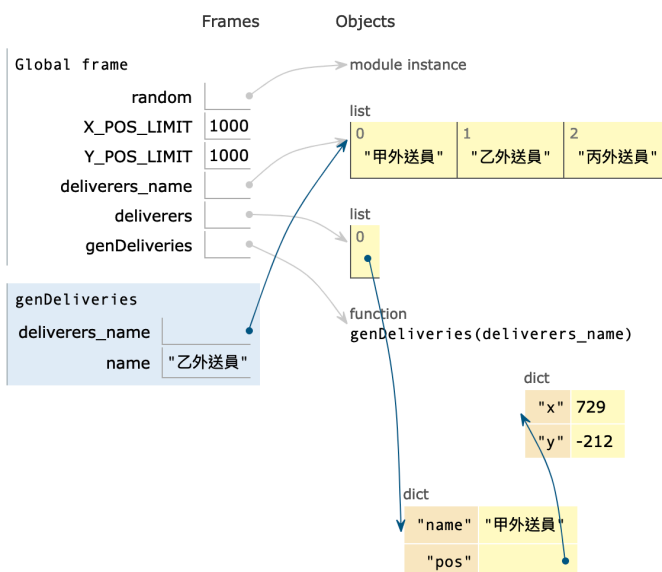 Frames Objects
Global frame
module instance
random
list
X_POS_LIMIT 1000
0 1 2
Y_POS_LIMIT 1000
"甲外送員" "乙外送員" "丙外送員"
deliverers_name
deliverers
list
0
genDeliveries
genDeliveries
function
genDeliveries(deliverers_name)
deliverers_name
name "乙外送員"
dict
"x" 729
"y" -212
dict
"name" "甲外送員"
"pos"